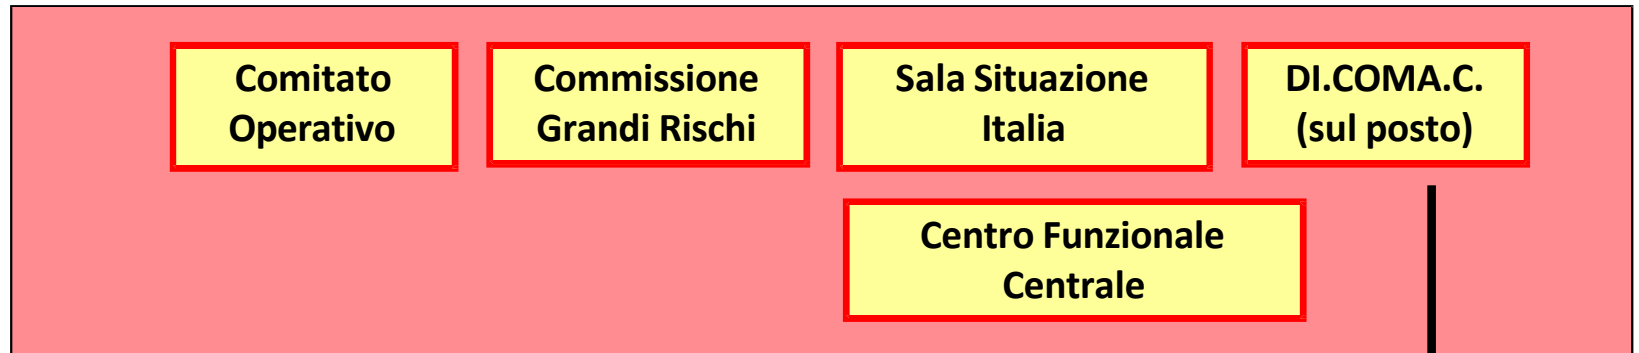 Comitato
Operativo
Commissione
Grandi Rischi
Sala Situazione
Italia
DI.COMA.C.
(sul posto)
Centro Funzionale
Centrale